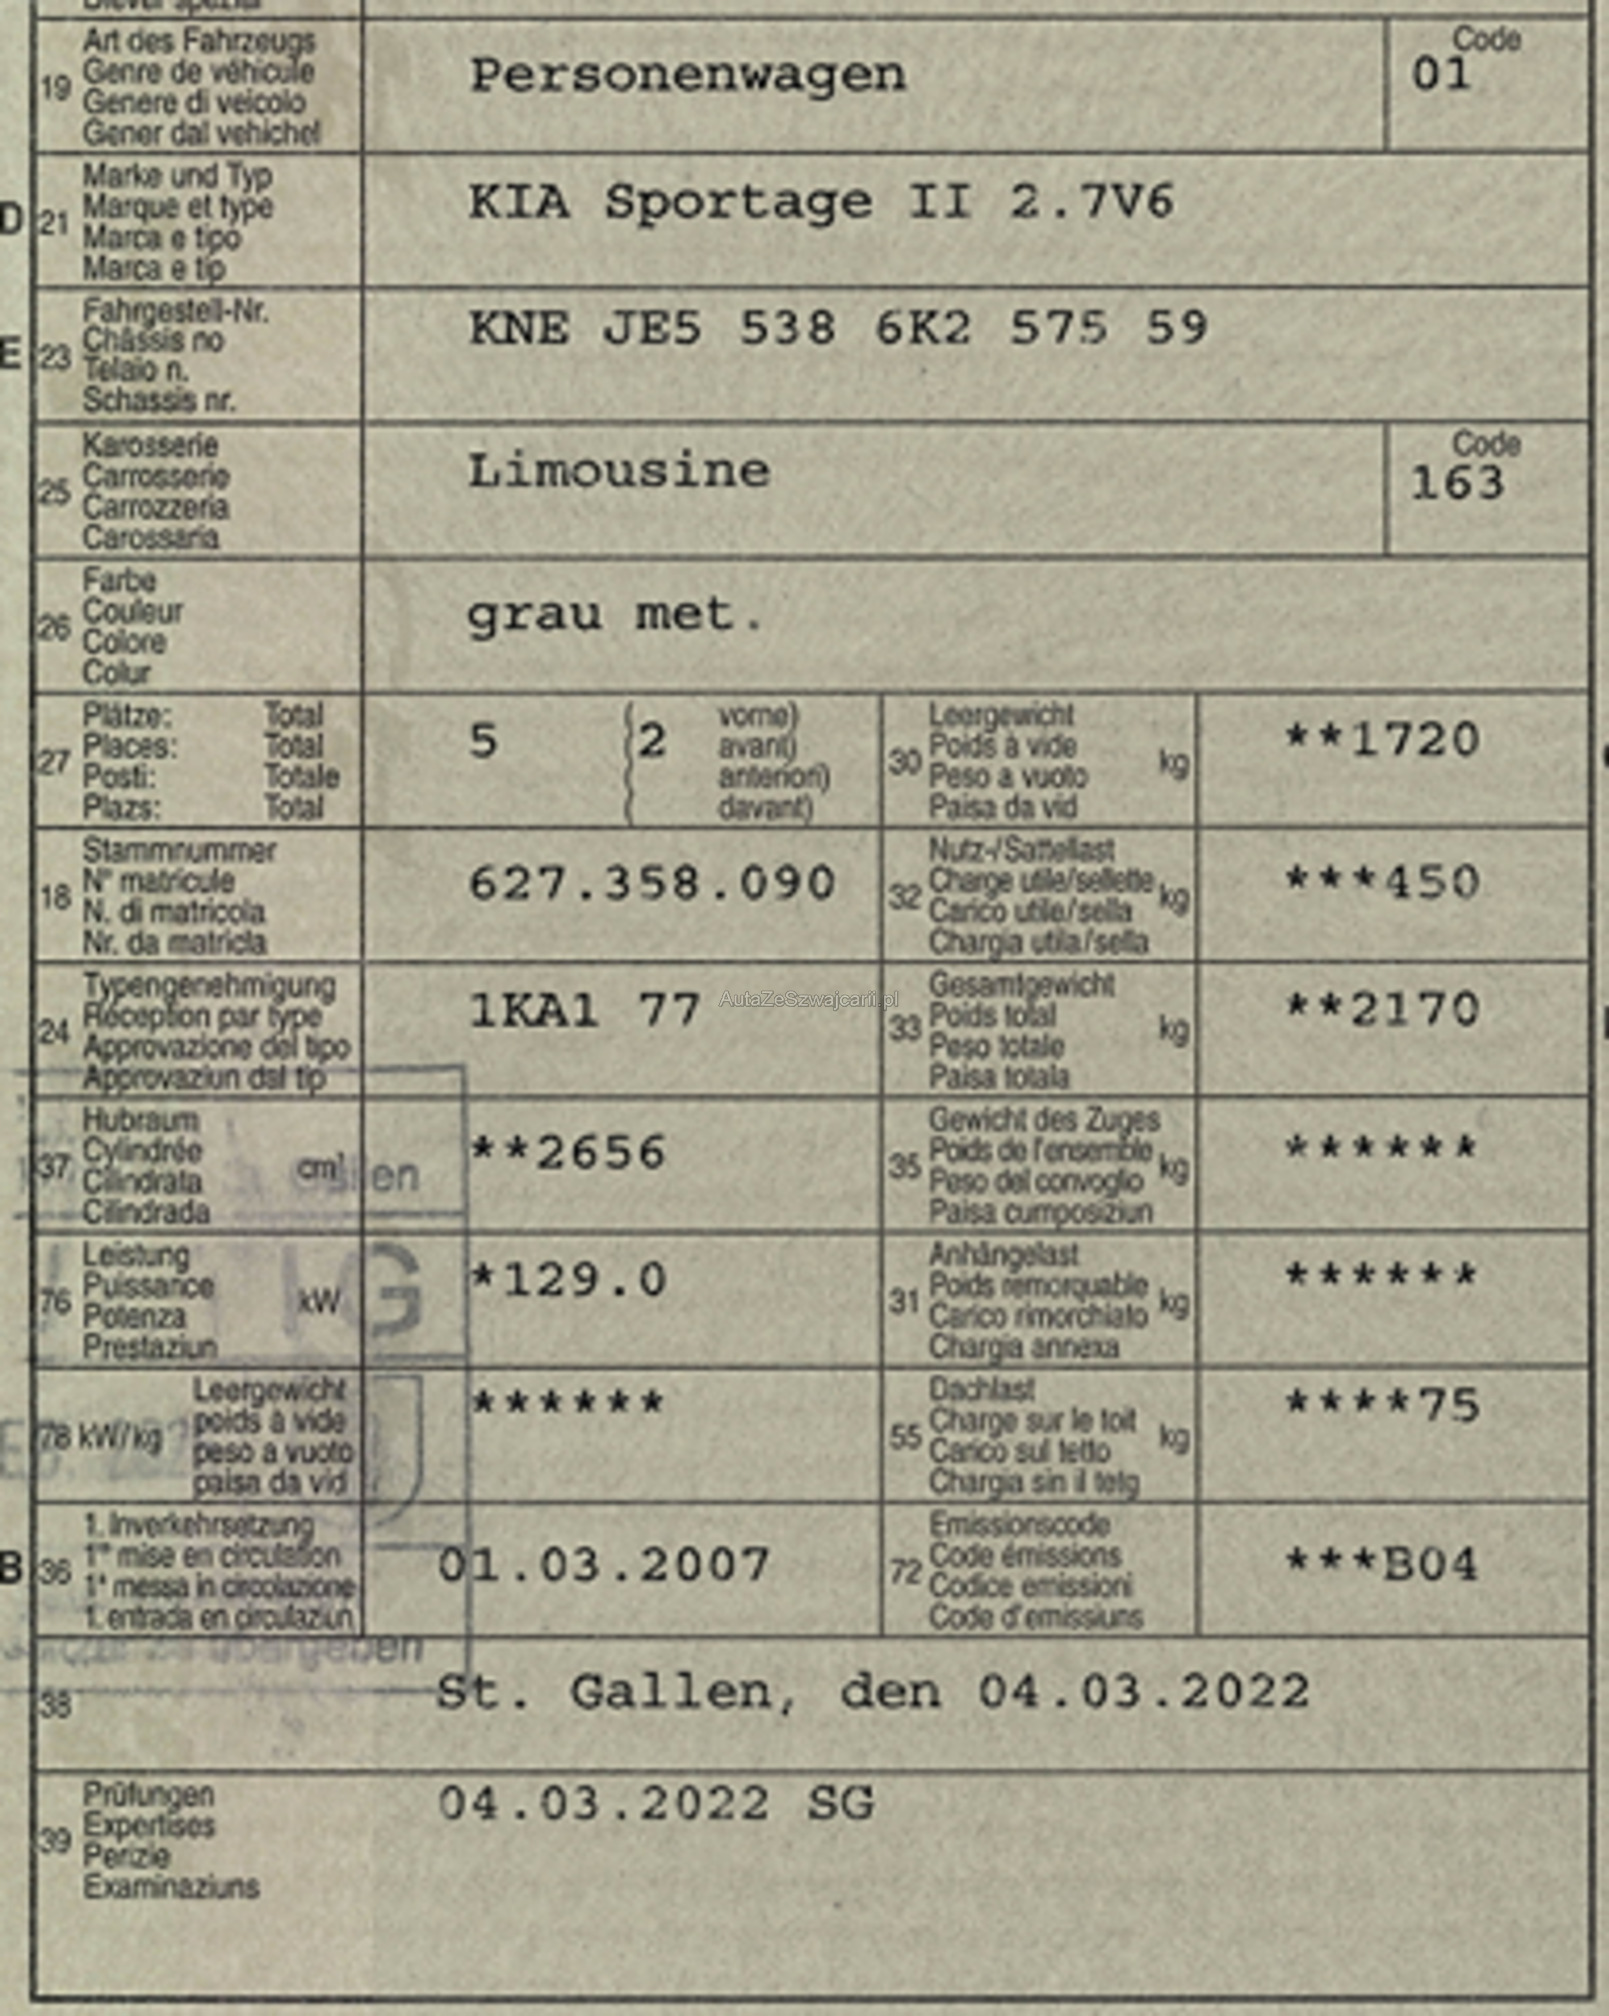 Art des Fahrzeugs
Genre de véhicule
19
Genere di veicolo
Gener dal vehichel
Personenwagen
Code
01
Marke und Typ
D 21 Marque et type
Marca e tipo
Marca e tip
KIA Sportage II 2.7V6
Fahrgestell-Nr.
E 23 Châssis no
Telaio n.
Schassis nr.
KNE JE5 538 6K2 575 59
Karosserie
25 Carrosserie
Carrozzeria
Carossaria
Limousine
Code
163
Farbe
26 Couleur
Colore
Colur
grau met.
Plätze: Total
27 Places: Total
Posti: Totale
Plazs: Total
5 (2 vorne)
( avant)
( anteriori)
( davant)
Leergewicht
30 Poids à vide kg
Peso a vuoto
Paisa da vid
**1720
Stammnummer
18 N° matricule
N. di matricola
Nr. da matricla
627.358.090
Nutz-/Sattellast
32 Charge utile/sellette kg
Carico utile/sella
Chargia utila/sella
***450
Typengenehmigung
24 Réception par type
Approvazione del tipo
Approvaziun dal tip
1KA1 77
AutaZeSzwajcarii.pl
Gesamtgewicht
33 Poids total kg
Peso totale
Paisa totala
**2170
Hubraum
37 Cylindrée cm³
Cilindrata
Cilindrada
**2656
Gewicht des Zuges
35 Poids de l'ensemble kg
Peso del convoglio
Paisa cumposiziun
******
Leistung
76 Puissance kW
Potenza
Prestaziun
*129.0
Anhängelast
31 Poids remorquable kg
Carico rimorchiato
Chargia annexa
******
Leergewicht
78 kW/kg poids à vide
peso a vuoto
paisa da vid
******
Dachlast
55 Charge sur le toit kg
Carico sul tetto
Chargia sin il tetg
****75
1. Inverkehrsetzung
B 36 1re mise en circulation
1a messa in circolazione
1. entrada en circulaziun
01.03.2007
Emissionscode
72 Code émissions
Codice emissioni
Code d'emissiuns
***B04
übergeben
38
St. Gallen, den 04.03.2022
Prüfungen
39 Expertises
Perizie
Examinaziuns
04.03.2022 SG